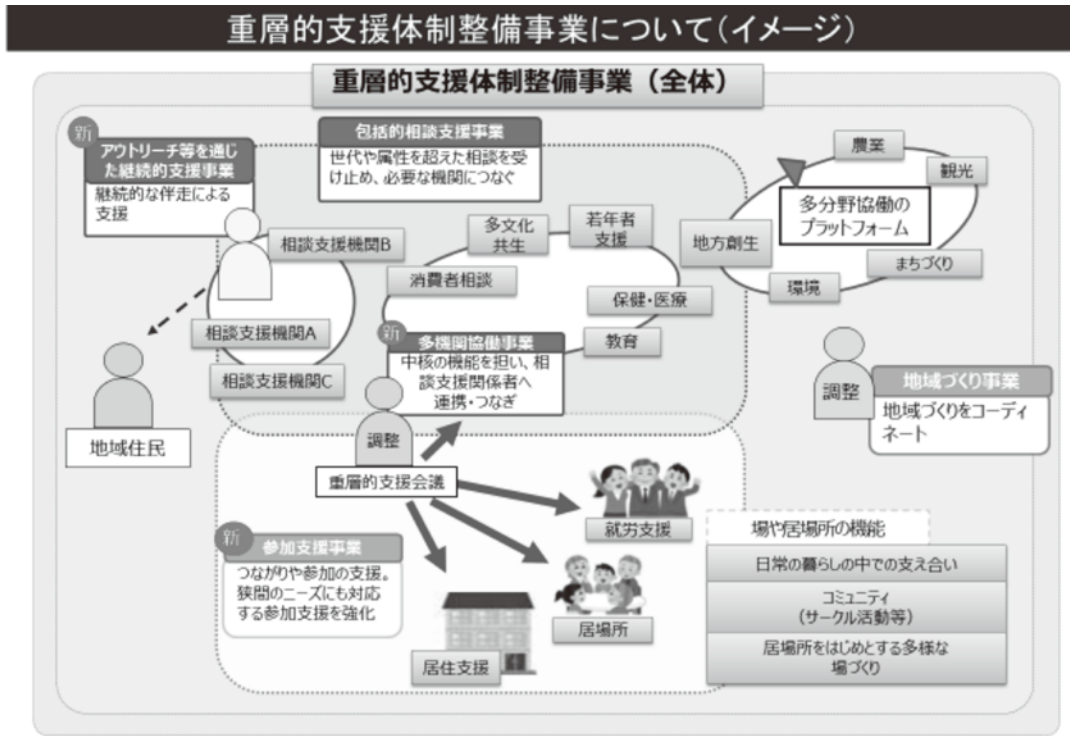 重層的支援体制整備事業について(イメージ)
重層的支援体制整備事業（全体）
新
アウトリーチ等を通じ
た継続的支援事業
継続的な伴走による
支援
包括的相談支援事業
世代や属性を超えた相談を受
け止め、必要な機関につなぐ
相談支援機関B
相談支援機関A
相談支援機関C
地域住民
多文化
共生
若年者
支援
消費者相談
保健・医療
教育
地方創生
農業
観光
多分野協働の
プラットフォーム
まちづくり
環境
新
多機関協働事業
中核の機能を担い、相
談支援関係者へ
連携・つなぎ
調整
重層的支援会議
調整
地域づくり事業
地域づくりをコーディ
ネート
新
参加支援事業
つながりや参加の支援。
狭間のニーズにも対応
する参加支援を強化
就労支援
居場所
居住支援
場や居場所の機能
日常の暮らしの中での支え合い
コミュニティ
（サークル活動等）
居場所をはじめとする多様な
場づくり